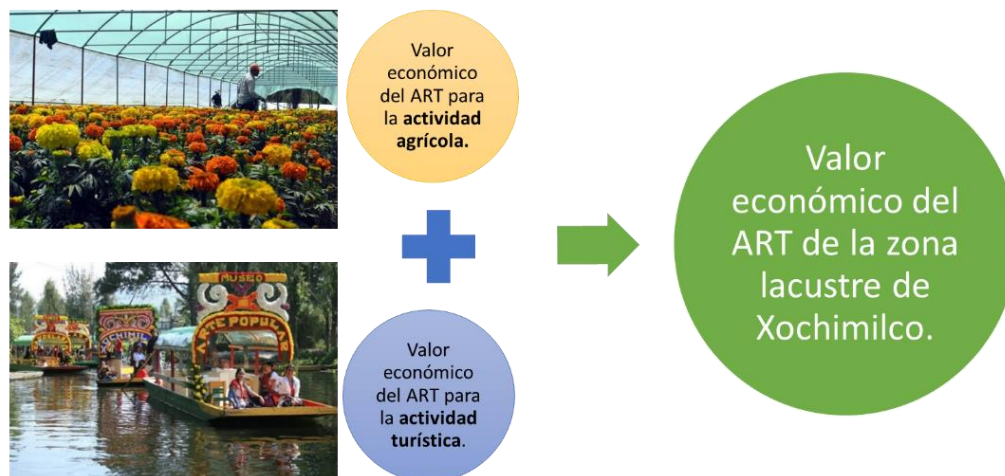 Valor
económico
del ART para
la actividad
agrícola.
MUSEO
ARTE POPULAR
XOCHIMIL
Valor
económico
del ART para
la actividad
turística.
Valor
económico del
ART de la zona
lacustre de
Xochimilco.